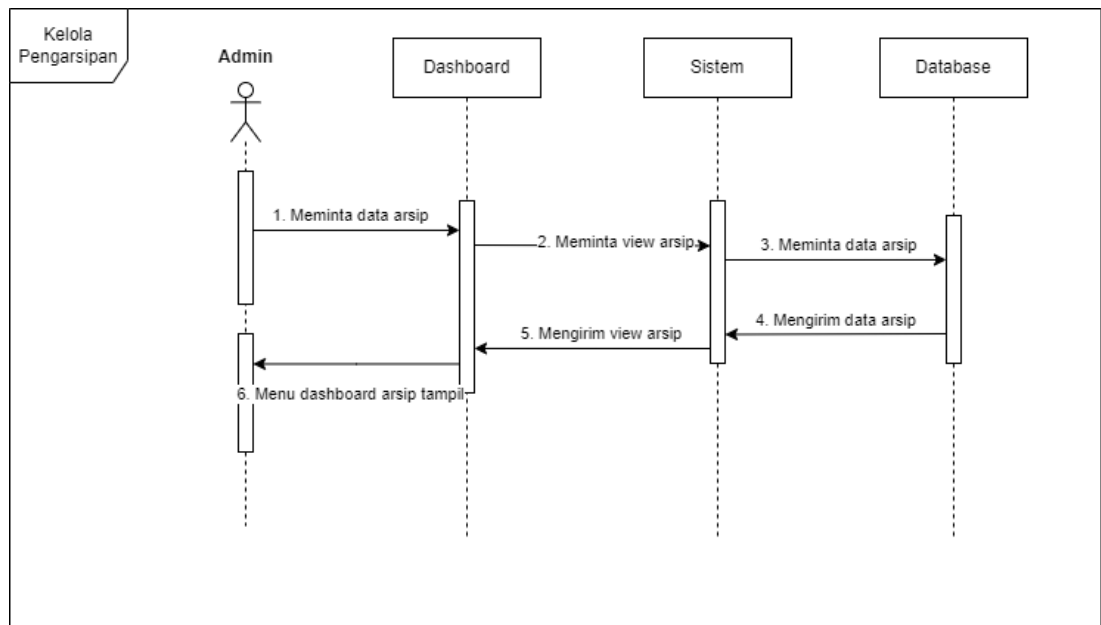 Kelola
Pengarsipan
Admin
Dashboard
Sistem
Database
1. Meminta data arsip
2. Meminta view arsip
3. Meminta data arsip
4. Mengirim data arsip
5. Mengirim view arsip
6. Menu dashboard arsip tampil